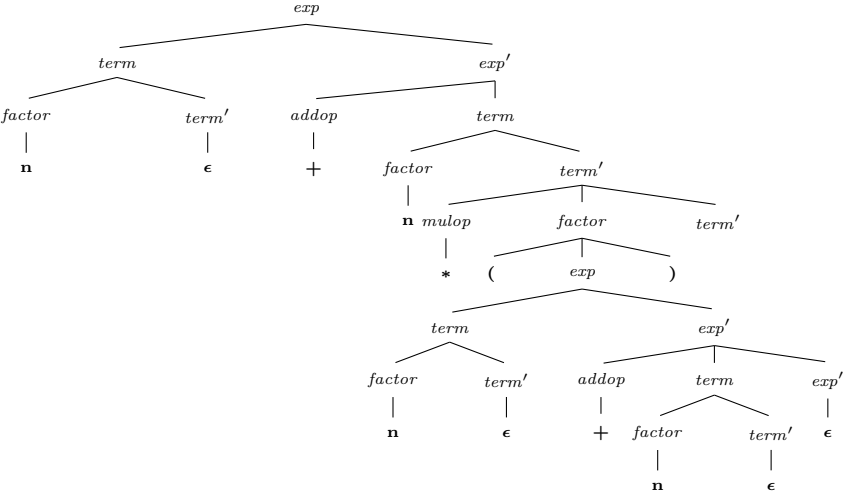 exp
term exp′
factor term′ addop term
n ϵ + factor term′
n mulop factor term′
* ( exp )
term exp′
factor term′ addop term exp′
n ϵ + factor term′ ϵ
n ϵ